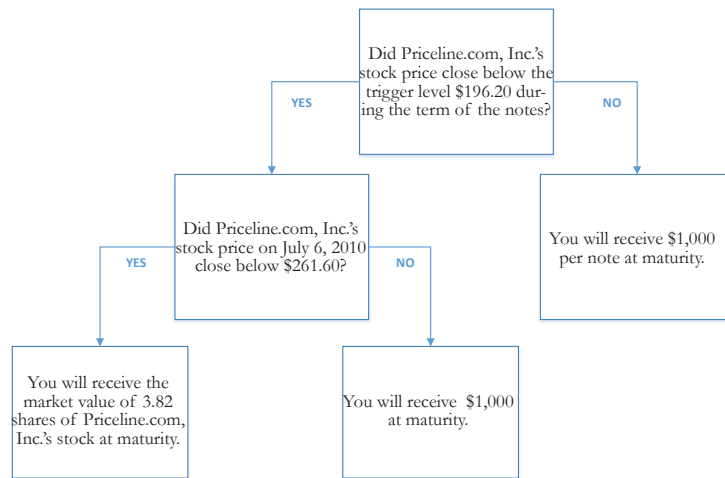 Did Priceline.com, Inc.'s
stock price close below the
trigger level $196.20 dur-
ing the term of the notes?
YES
NO
Did Priceline.com, Inc.'s
stock price on July 6, 2010
close below $261.60?
You will receive $1,000
per note at maturity.
YES
NO
You will receive the
market value of 3.82
shares of Priceline.com,
Inc.'s stock at maturity.
You will receive $1,000
at maturity.